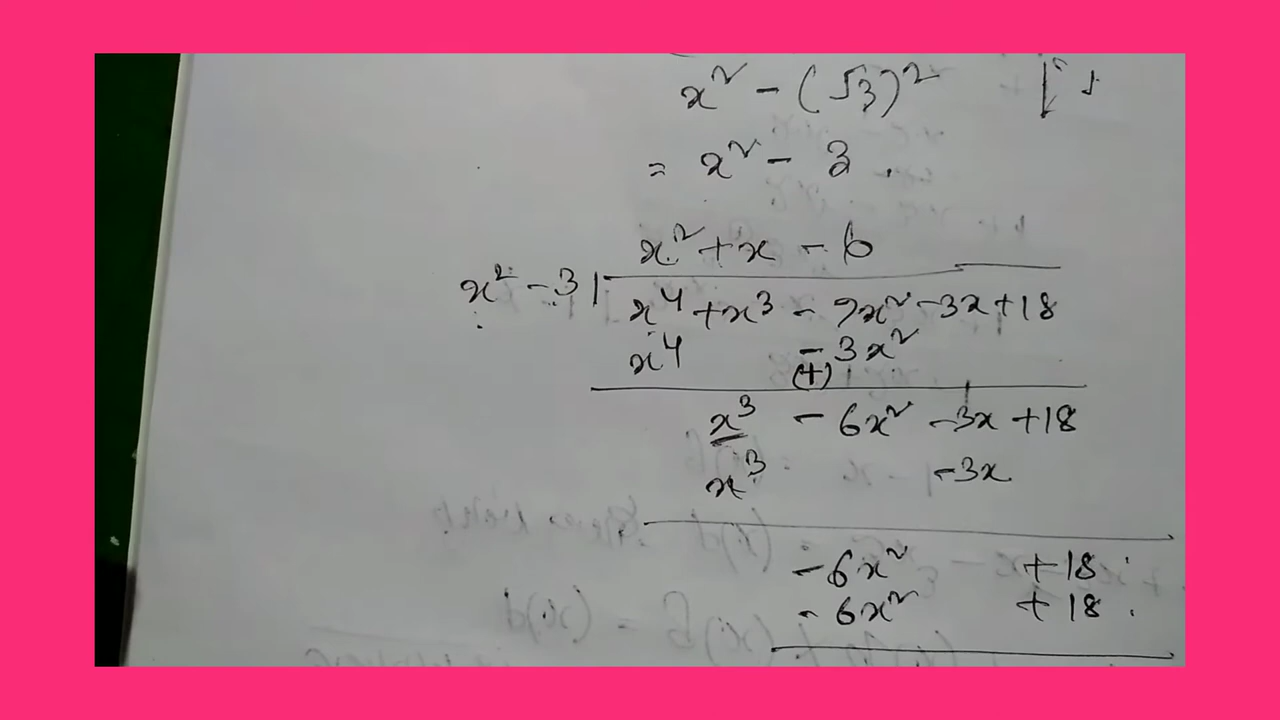 x² - (√3)²
= x² - 3.
x² + x - 6
x² - 3) x⁴ + x³ - 9x² - 3x + 18
x⁴ - 3x²
(+)
x³ - 6x² - 3x + 18
x³ - 3x
- 6x² + 18
- 6x² + 18